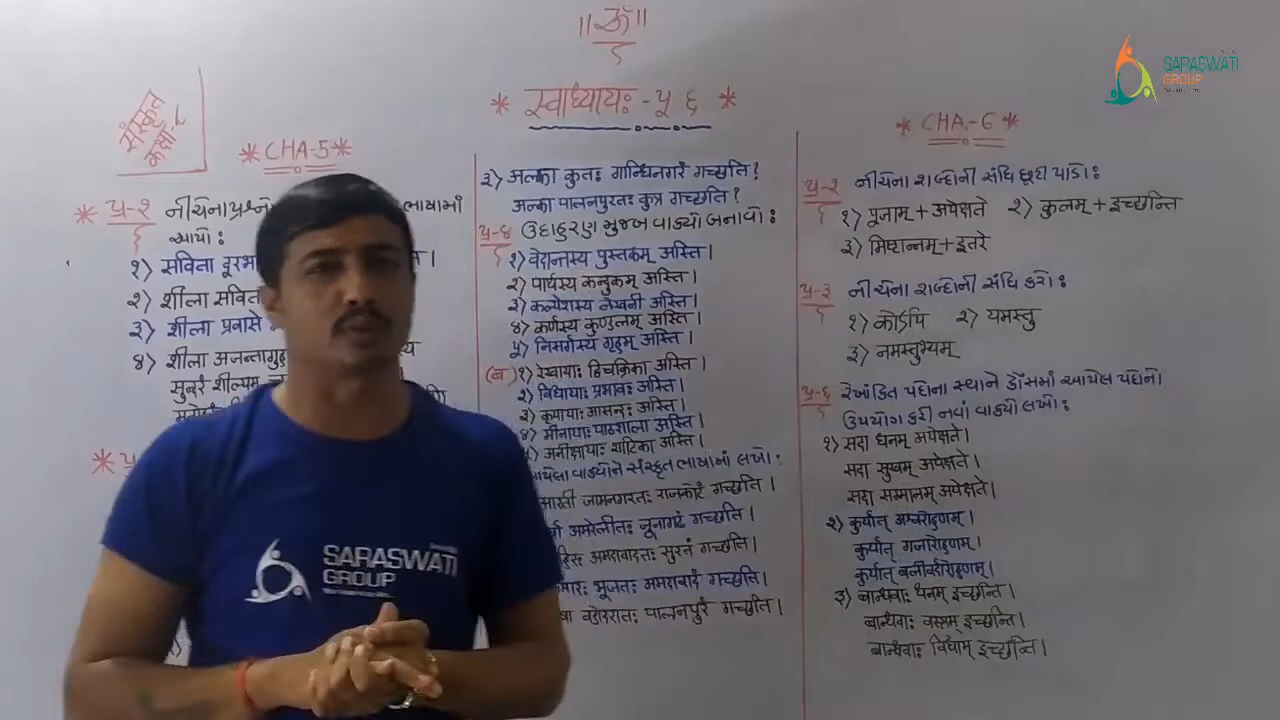 ॥ ॐ ॥
SARASWATI
GROUP
संस्कृत
कक्षा.
* स्वाध्यायः - ५.६ *
* CHA-5 *
* પ્ર-૨ નીચેના પ્રશ્નો ભાષામાં
આપો :
१) सविता दूरभा
२) शीला सवित
३) शीला प्रवासे
४) शीला अजन्तागु
सुन्दरं शील्पम्
३) अल्का कुतः गान्धिनगरं गच्छति ?
अल्का पालनपुरतः कुत्र गच्छति ?
પ્ર-૪ ઉદાહરણ મુજબ વાક્યો બનાવો :
१) वेदान्तस्य पुस्तकम् अस्ति ।
२) पार्थस्य कन्दुकम् अस्ति ।
३) कल्पेशस्य लेखनी अस्ति ।
४) कर्णस्य कुण्डलम् अस्ति ।
५) निसर्गस्य गृहम् अस्ति ।
(ब) १) रेखायाः द्विचक्रिका अस्ति ।
२) विद्यायाः प्रभावः अस्ति ।
३) कृपायाः आसन्दः अस्ति ।
४) मीनायाः पाठशाला अस्ति ।
अनीक्षायाः शाटिका अस्ति ।
વાક્યોને સંસ્કૃત ભાષામાં લખો :
आरती जामनगरतः राजकोटं गच्छति ।
अमरेलीतः जूनागढं गच्छति ।
अमदावादतः सुरतं गच्छति ।
भूजतः अमदावादं गच्छति ।
वडोदरातः पालनपुरं गच्छति ।
* CHA-6 *
પ્ર-૨ નીચેના શબ્દોની સંધિ છૂટી પાડો :
१) पूजाम् + अपेक्षते २) कुलम् + इच्छन्ति
३) मिष्टान्नम् + इतरे
પ્ર-૩ નીચેના શબ્દોની સંધિ કરો :
१) कोऽपि २) यमस्तु
३) नमस्तुभ्यम्
પ્ર-૬ રેખાંકિત પદોના સ્થાને કૌંસમાં આપેલ પદોનો
ઉપયોગ કરી નવાં વાક્યો લખો :
१) सदा धनम् अपेक्षते ।
सदा सुखम् अपेक्षते ।
सदा सम्मानम् अपेक्षते ।
२) कुर्यात् अश्वारोहणम् ।
कुर्यात् गजारोहणम् ।
कुर्यात् बलीवर्दारोहणम् ।
३) बान्धवाः धनम् इच्छन्ति ।
बान्धवाः वस्त्रम् इच्छन्ति ।
बान्धवाः विद्याम् इच्छन्ति ।
SARASWATI
GROUP